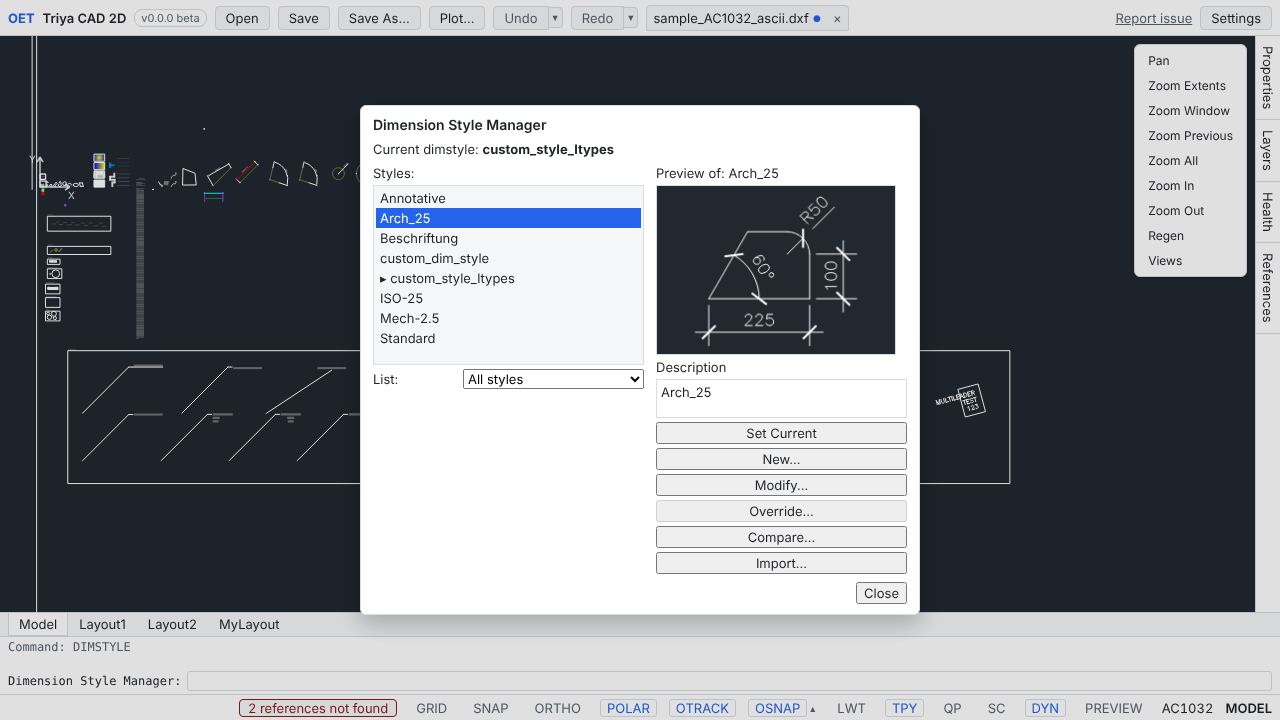 OET Triya CAD 2D v0.0.0 beta Open Save Save As... Plot... Undo ▾ Redo ▾ sample_AC1032_ascii.dxf ● × Report issue Settings
Pan
Zoom Extents
Zoom Window
Zoom Previous
Zoom All
Zoom In
Zoom Out
Regen
Views
Properties
Layers
Health
References
Dimension Style Manager
Current dimstyle: custom_style_ltypes
Styles:
Annotative
Arch_25
Beschriftung
custom_dim_style
▸ custom_style_ltypes
ISO-25
Mech-2.5
Standard
List: All styles
Preview of: Arch_25
R50
60°
100
225
Description
Arch_25
Set Current
New...
Modify...
Override...
Compare...
Import...
Close
Y
X
MULTILEADER
TEST
123
Model Layout1 Layout2 MyLayout
Command: DIMSTYLE
Dimension Style Manager:
2 references not found GRID SNAP ORTHO POLAR OTRACK OSNAP ▴ LWT TPY QP SC DYN PREVIEW AC1032 MODEL